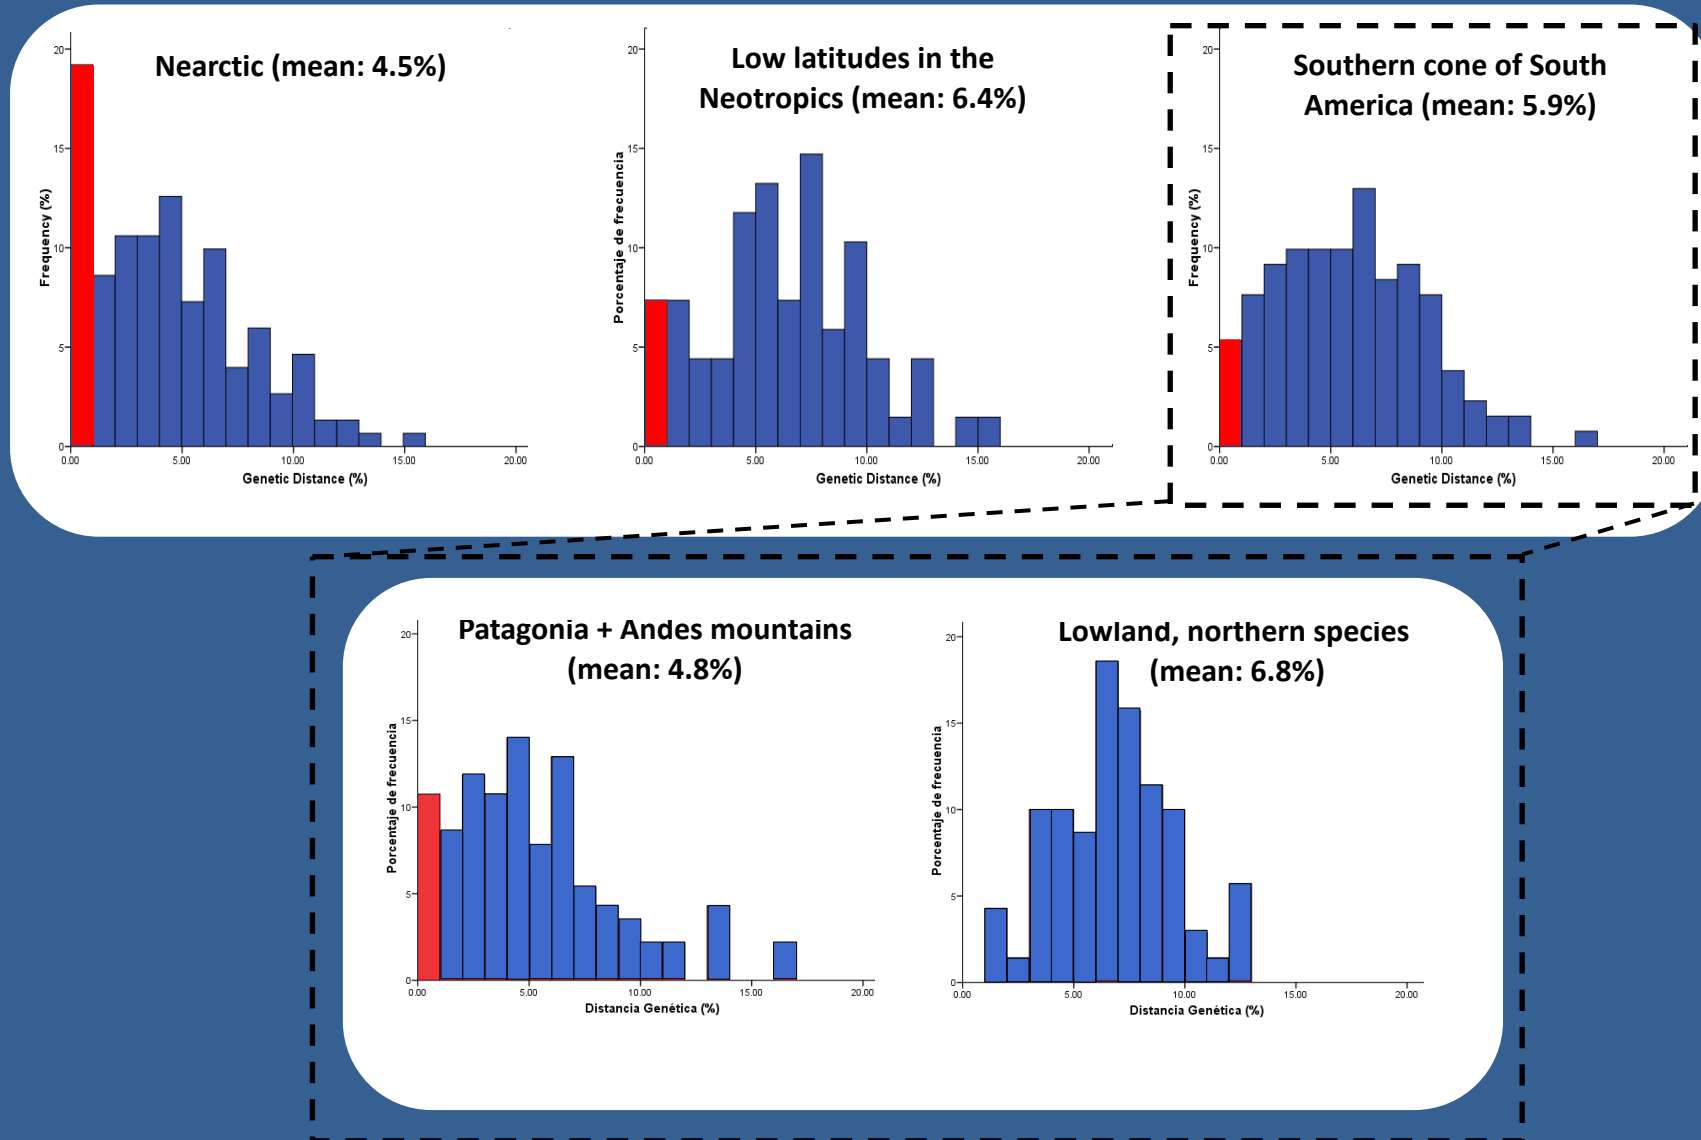 Nearctic (mean: 4.5%)
20
15
10
5
0
Frequency (%)
0.00
5.00
10.00
15.00
20.00
Genetic Distance (%)
Low latitudes in the
Neotropics (mean: 6.4%)
20
15
10
5
0
Porcentaje de frecuencia
0.00
5.00
10.00
15.00
20.00
Genetic Distance (%)
Southern cone of South
America (mean: 5.9%)
20
15
10
5
0
Frequency (%)
0.00
5.00
10.00
15.00
20.00
Genetic Distance (%)
Patagonia + Andes mountains
(mean: 4.8%)
20
15
10
5
0
Porcentaje de frecuencia
0.00
5.00
10.00
15.00
20.00
Distancia Genética (%)
Lowland, northern species
(mean: 6.8%)
20
15
10
5
0
Porcentaje de frecuencia
0.00
5.00
10.00
15.00
20.00
Distancia Genética (%)